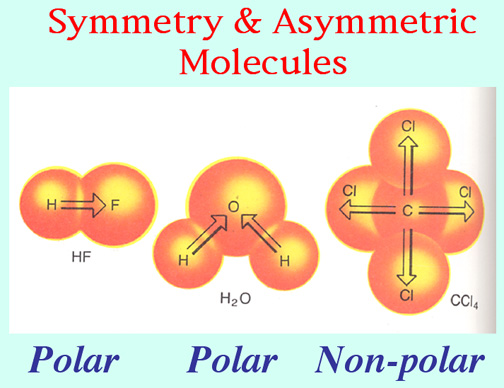 Symmetry & Asymmetric
Molecules
H F
HF
O
H H
H₂O
Cl
Cl C Cl
Cl
CCl₄
Polar Polar Non-polar